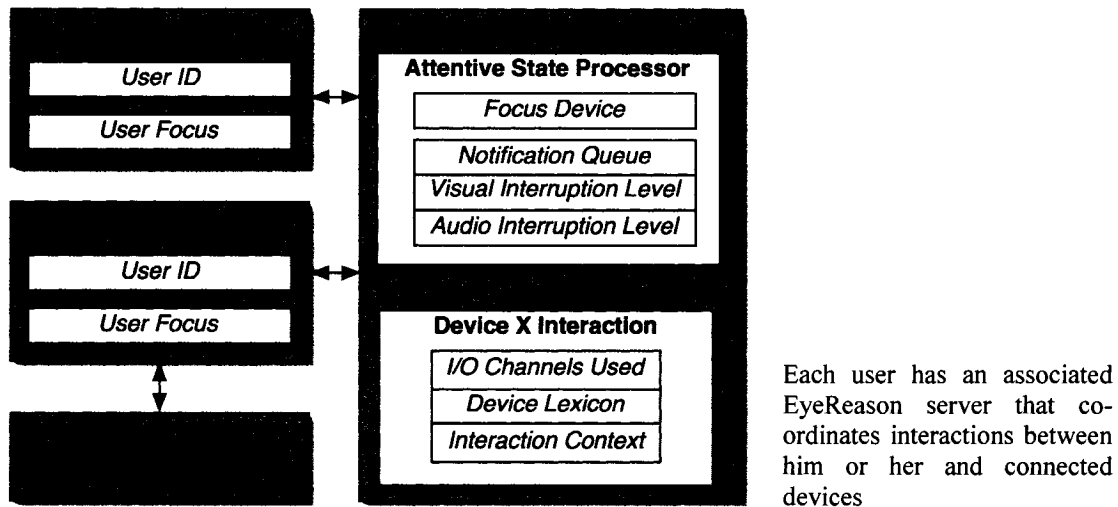 User ID
User Focus
User ID
User Focus
Attentive State Processor
Focus Device
Notification Queue
Visual Interruption Level
Audio Interruption Level
Device X Interaction
I/O Channels Used
Device Lexicon
Interaction Context
Each user has an associated
EyeReason server that co-
ordinates interactions between
him or her and connected
devices